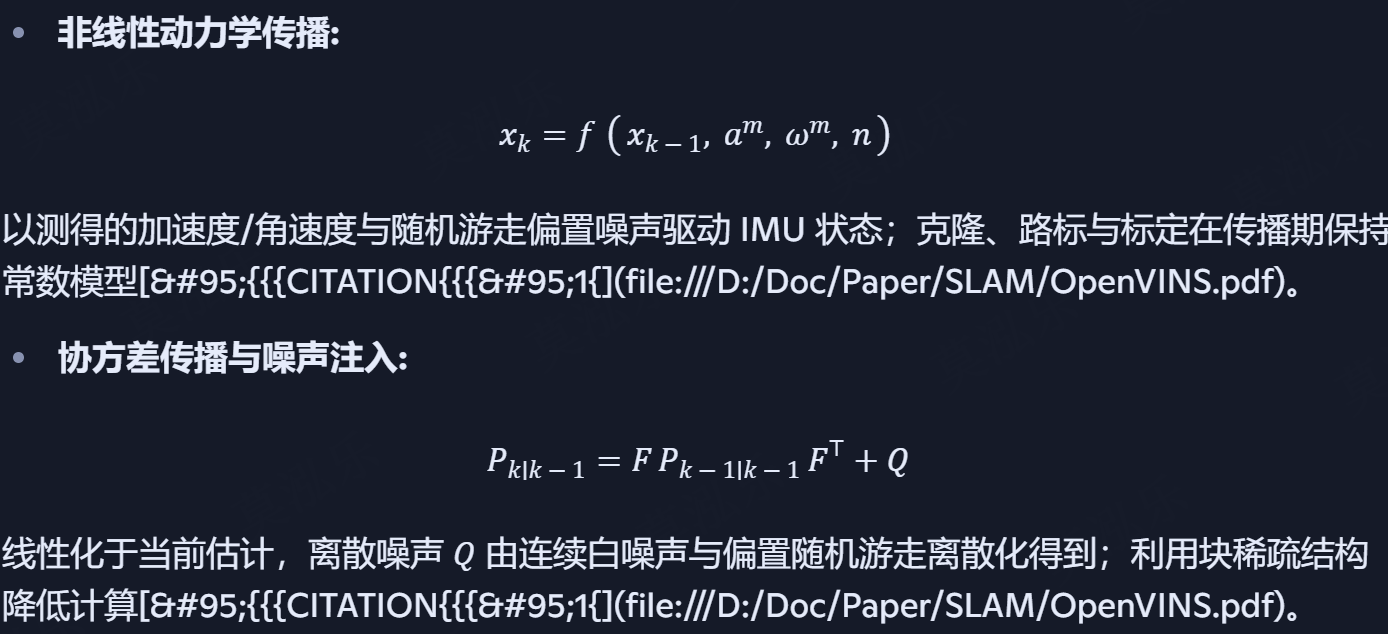 • 非线性动力学传播:
x_k = f ( x_{k-1}, a^m, ω^m, n )
以测得的加速度/角速度与随机游走偏置噪声驱动 IMU 状态；克隆、路标与标定在传播期保持
常数模型[&#95;{{{CITATION{{{&#95;1{](file:///D:/Doc/Paper/SLAM/OpenVINS.pdf)。
• 协方差传播与噪声注入:
P_{k|k-1} = F P_{k-1|k-1} F^⊤ + Q
线性化于当前估计，离散噪声 Q 由连续白噪声与偏置随机游走离散化得到；利用块稀疏结构
降低计算[&#95;{{{CITATION{{{&#95;1{](file:///D:/Doc/Paper/SLAM/OpenVINS.pdf)。